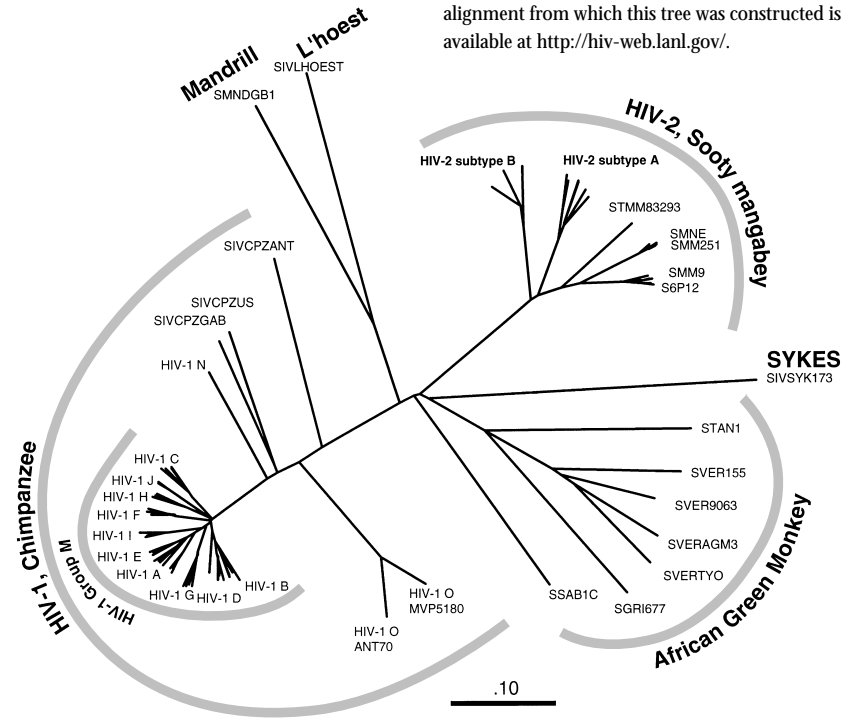 alignment from which this tree was constructed is
available at http://hiv-web.lanl.gov/.
L'hoest
SIVLHOEST
Mandrill
SMNDGB1
HIV-2, Sooty mangabey
HIV-2 subtype B
HIV-2 subtype A
STMM83293
SMNE
SMM251
SMM9
S6P12
SIVCPZANT
SIVCPZUS
SIVCPZGAB
HIV-1 N
SYKES
SIVSYK173
STAN1
SVER155
SVER9063
SVERAGM3
SVERTYO
SGRI677
SSAB1C
African Green Monkey
HIV-1, Chimpanzee
HIV-1 Group M
HIV-1 C
HIV-1 J
HIV-1 H
HIV-1 F
HIV-1 I
HIV-1 E
HIV-1 A
HIV-1 G
HIV-1 D
HIV-1 B
HIV-1 O
MVP5180
HIV-1 O
ANT70
.10